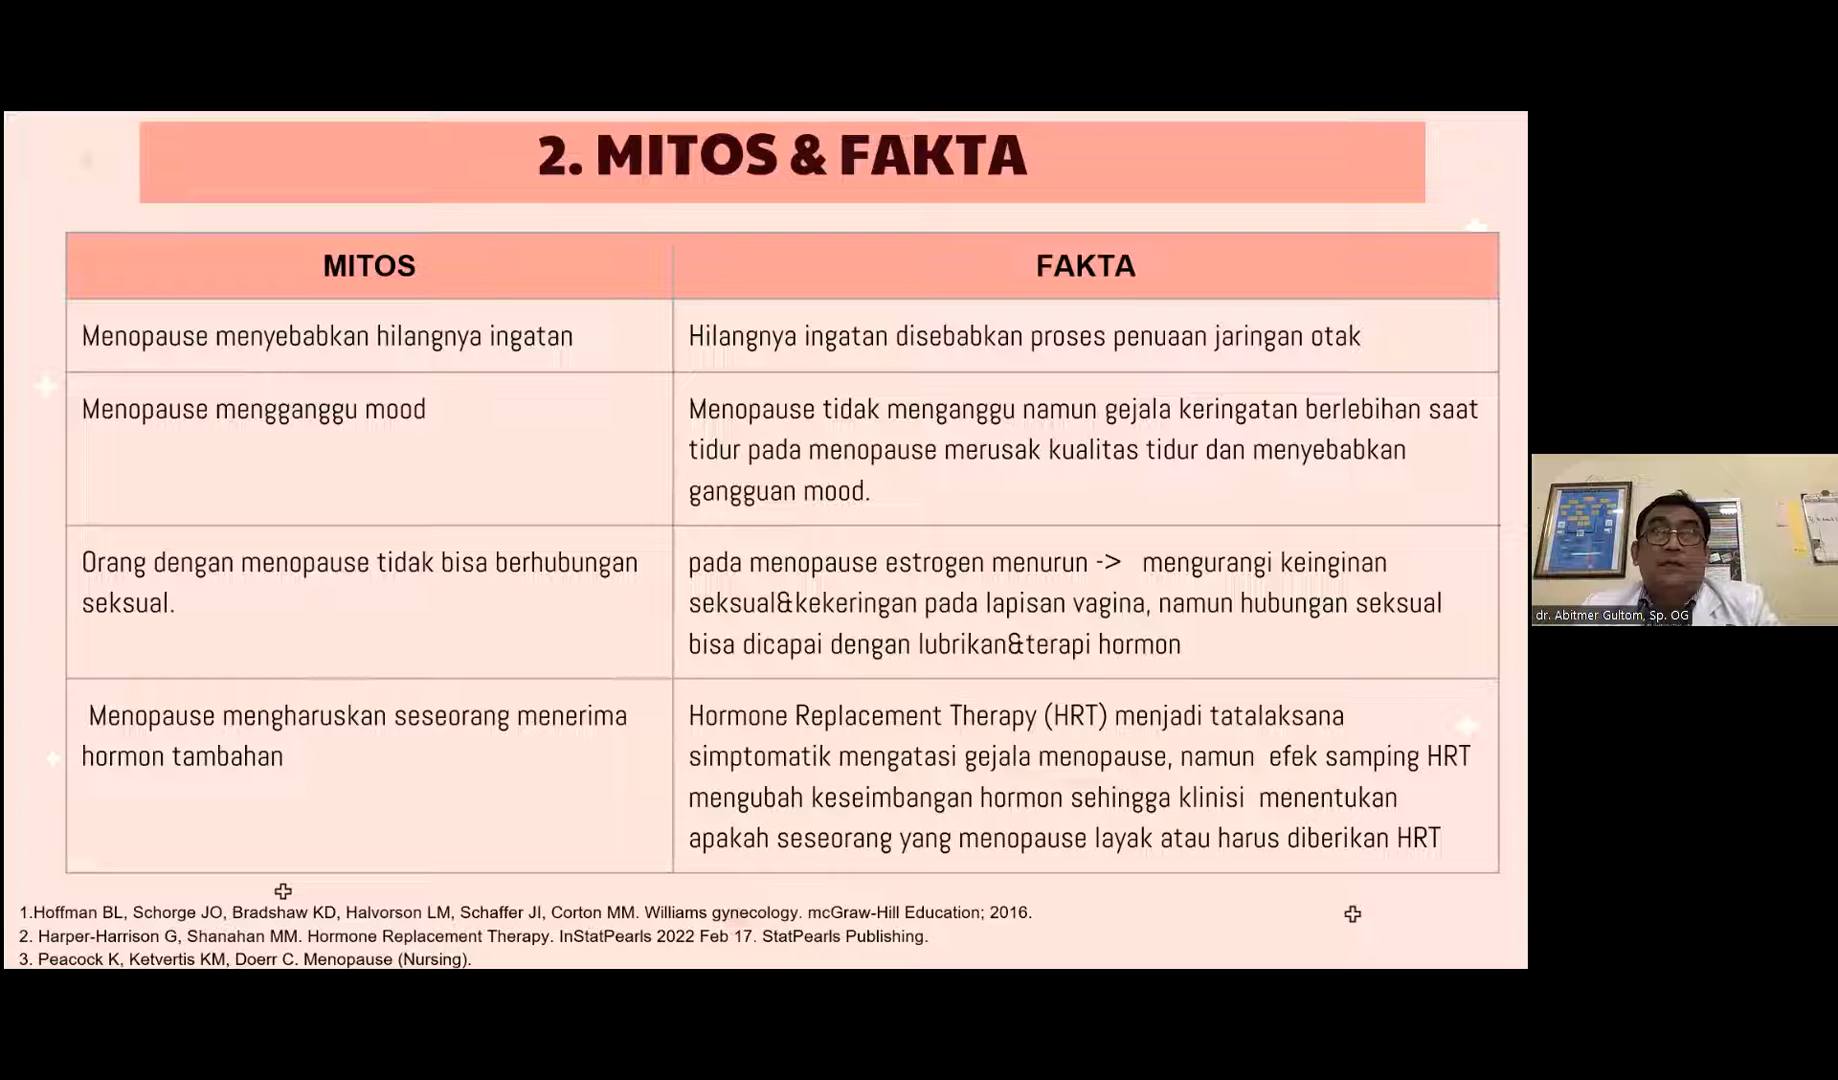 2. MITOS & FAKTA
MITOS
FAKTA
Menopause menyebabkan hilangnya ingatan
Hilangnya ingatan disebabkan proses penuaan jaringan otak
Menopause mengganggu mood
Menopause tidak menganggu namun gejala keringatan berlebihan saat
tidur pada menopause merusak kualitas tidur dan menyebabkan
gangguan mood.
Orang dengan menopause tidak bisa berhubungan
seksual.
pada menopause estrogen menurun -> mengurangi keinginan
seksual&kekeringan pada lapisan vagina, namun hubungan seksual
bisa dicapai dengan lubrikan&terapi hormon
Menopause mengharuskan seseorang menerima
hormon tambahan
Hormone Replacement Therapy (HRT) menjadi tatalaksana
simptomatik mengatasi gejala menopause, namun efek samping HRT
mengubah keseimbangan hormon sehingga klinisi menentukan
apakah seseorang yang menopause layak atau harus diberikan HRT
1.Hoffman BL, Schorge JO, Bradshaw KD, Halvorson LM, Schaffer JI, Corton MM. Williams gynecology. mcGraw-Hill Education; 2016.
2. Harper-Harrison G, Shanahan MM. Hormone Replacement Therapy. InStatPearls 2022 Feb 17. StatPearls Publishing.
3. Peacock K, Ketvertis KM, Doerr C. Menopause (Nursing).
dr. Abitmer Gultom, Sp. OG